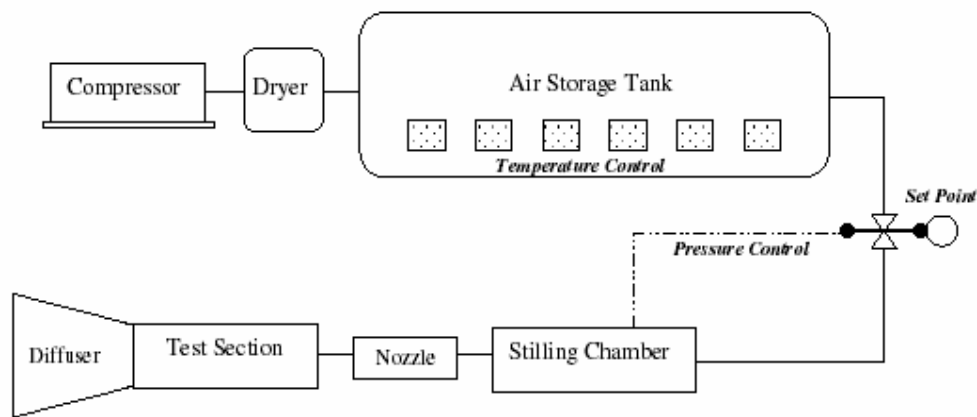 Compressor
Dryer
Air Storage Tank
Temperature Control
Set Point
Pressure Control
Diffuser
Test Section
Nozzle
Stilling Chamber